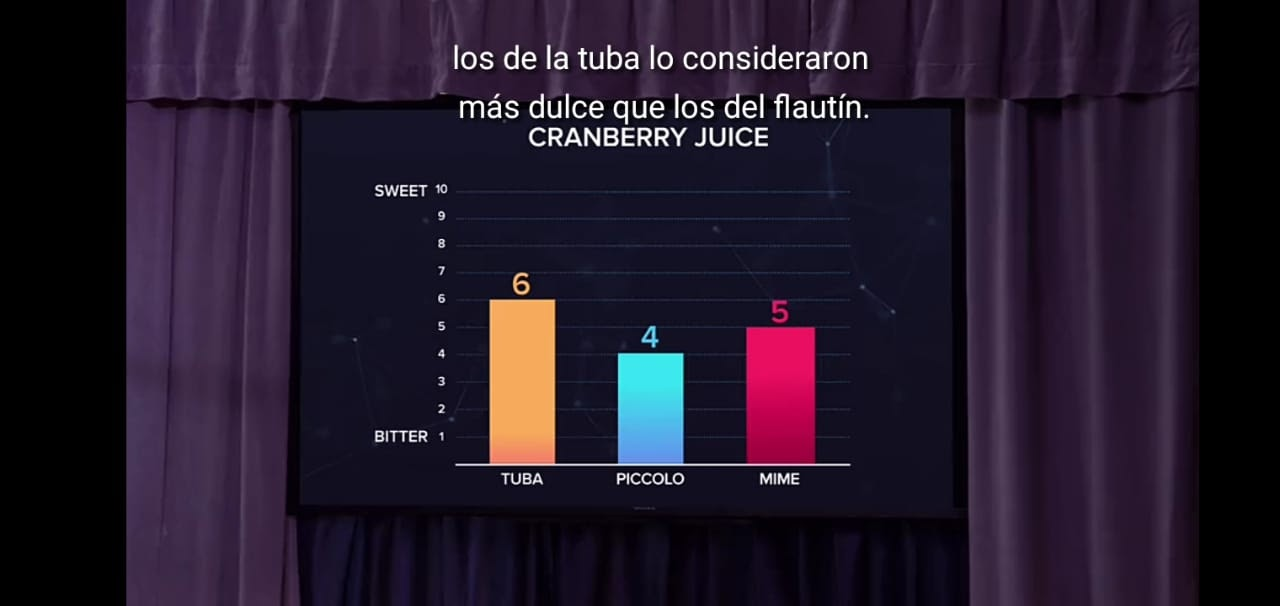 los de la tuba lo consideraron
más dulce que los del flautín.
CRANBERRY JUICE
SWEET 10
9
8
7
6
5
4
3
2
BITTER 1
6
4
5
TUBA PICCOLO MIME